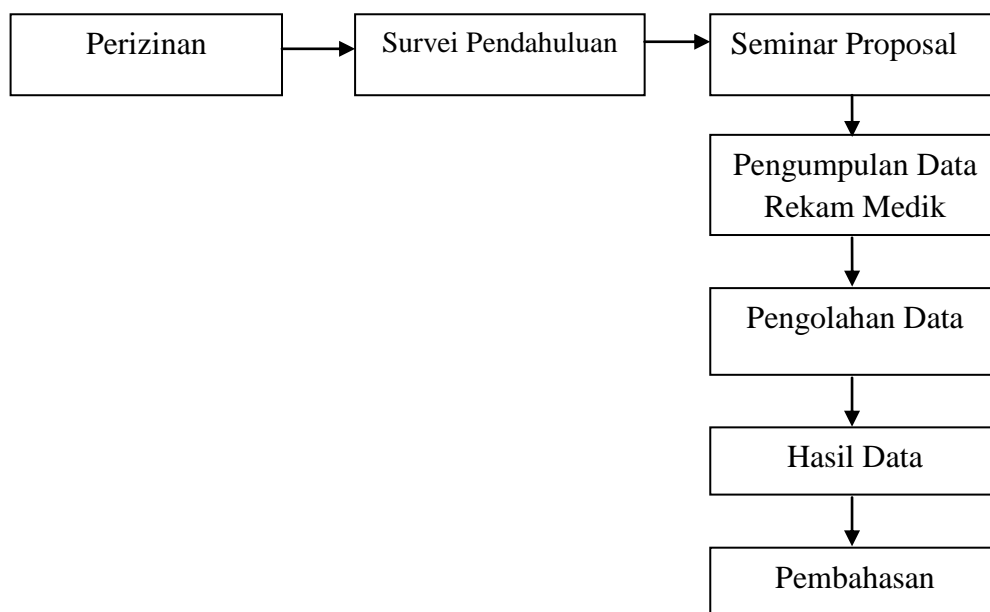 Perizinan
Survei Pendahuluan
Seminar Proposal
Pengumpulan Data
Rekam Medik
Pengolahan Data
Hasil Data
Pembahasan